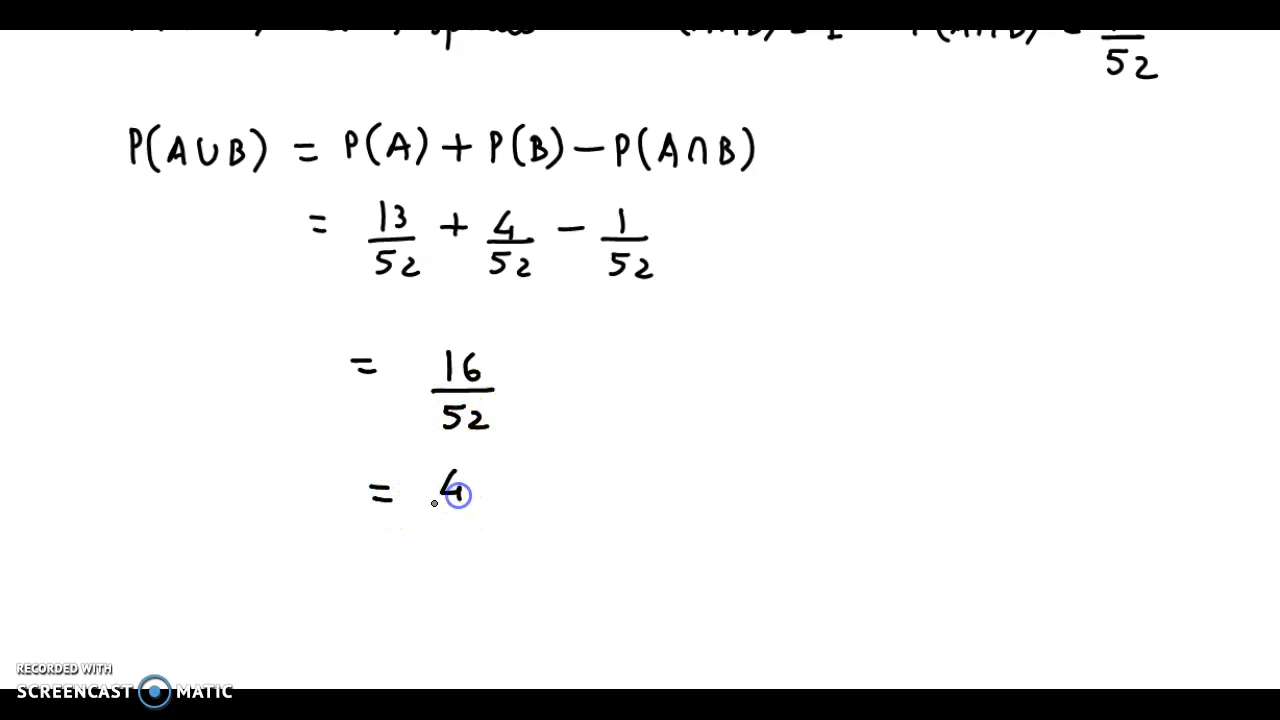 52
P(A∪B) = P(A) + P(B) − P(A∩B)
= 13/52 + 4/52 − 1/52
= 16/52
= 4
RECORDED WITH
SCREENCAST MATIC